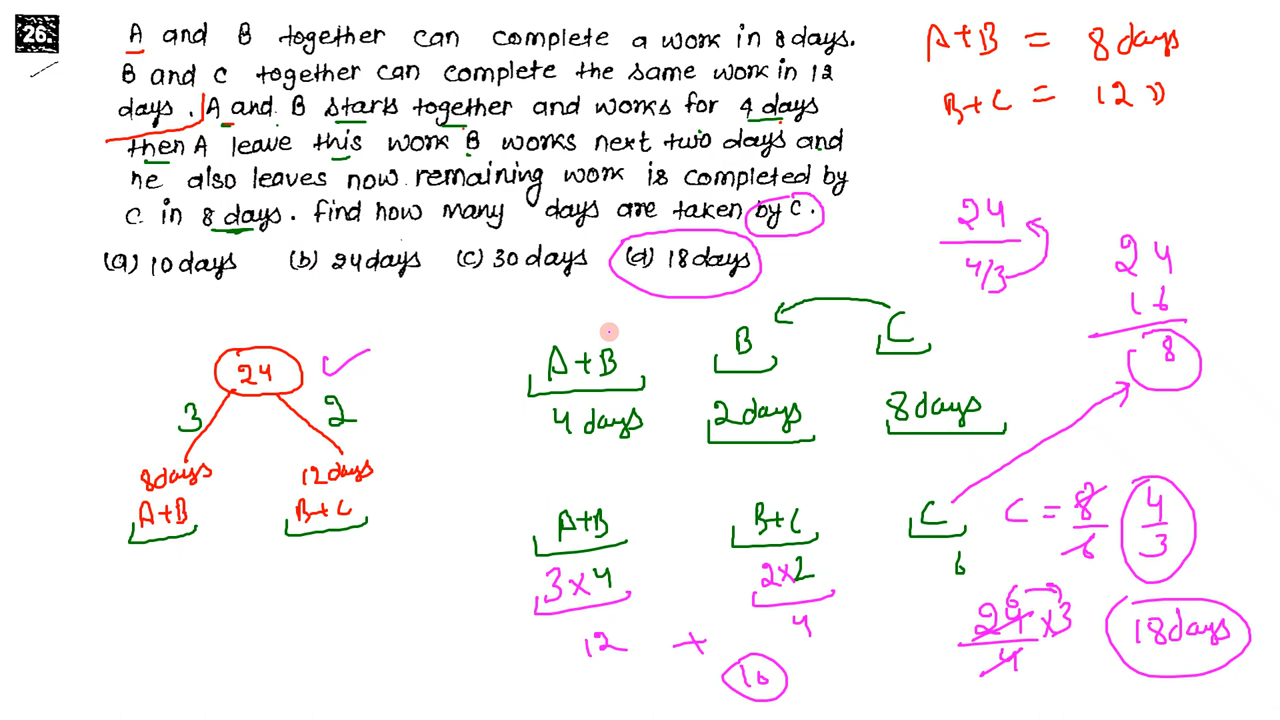 26.
A and B together can complete a work in 8 days.
B and C together can complete the same work in 12
days. A and B starts together and works for 4 days
then A leave this work B works next two days and
he also leaves now remaining work is completed by
C in 8 days. find how many days are taken by C.
(a) 10 days (b) 24 days (c) 30 days (d) 18 days
A+B = 8 days
B+C = 12 "
24
4/3
24
16
8
24
3 2
8 days 12 days
A+B B+C
A+B B C
4 days 2 days 8 days
A+B B+C C
3×4 2×2 6
12 + 4
16
C = 8/6 4/3
24×3/4 6
18 days